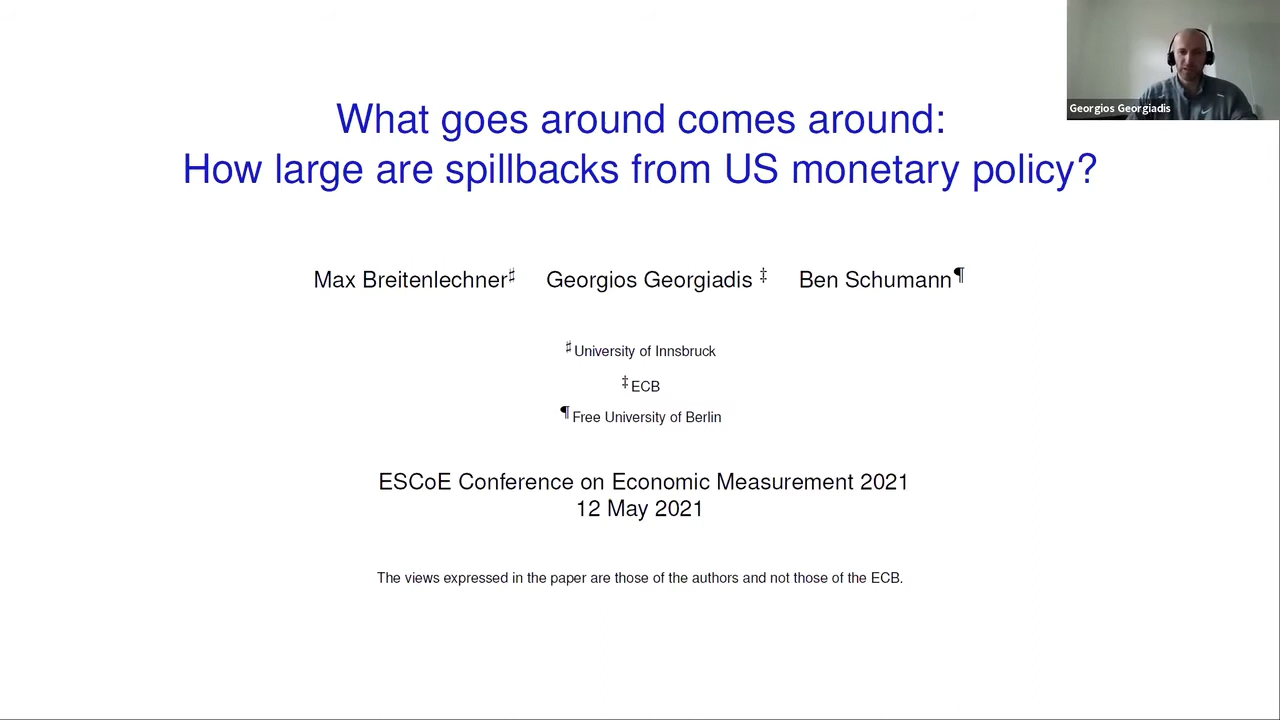 What goes around comes around:
How large are spillbacks from US monetary policy?
Georgios Georgiadis
Max Breitenlechner♯ Georgios Georgiadis ‡ Ben Schumann¶
♯University of Innsbruck
‡ECB
¶Free University of Berlin
ESCoE Conference on Economic Measurement 2021
12 May 2021
The views expressed in the paper are those of the authors and not those of the ECB.